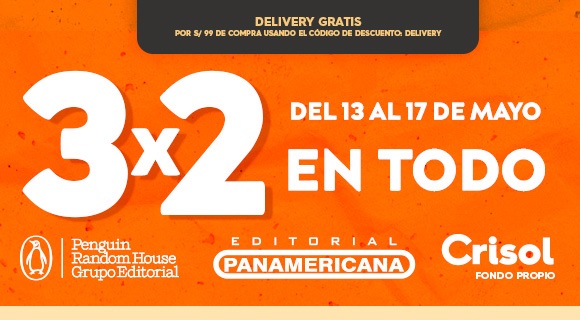 DELIVERY GRATIS
POR S/ 99 DE COMPRA USANDO EL CÓDIGO DE DESCUENTO: DELIVERY
3x2
DEL 13 AL 17 DE MAYO
EN TODO
Penguin
Random House
Grupo Editorial
EDITORIAL
PANAMERICANA
Crisol
FONDO PROPIO